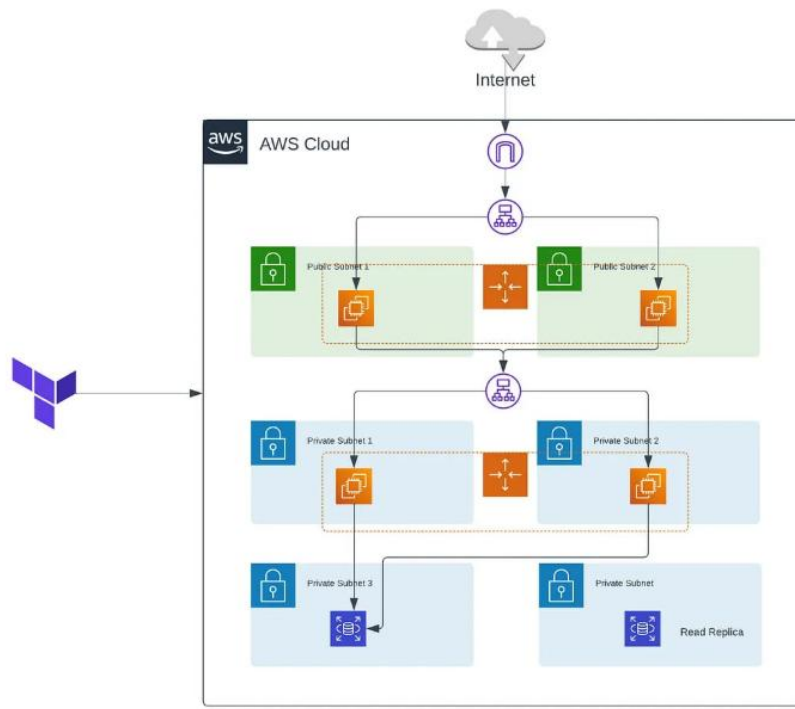 Internet
aws
AWS Cloud
Public Subnet 1
Public Subnet 2
Private Subnet 1
Private Subnet 2
Private Subnet 3
Private Subnet
Read Replica